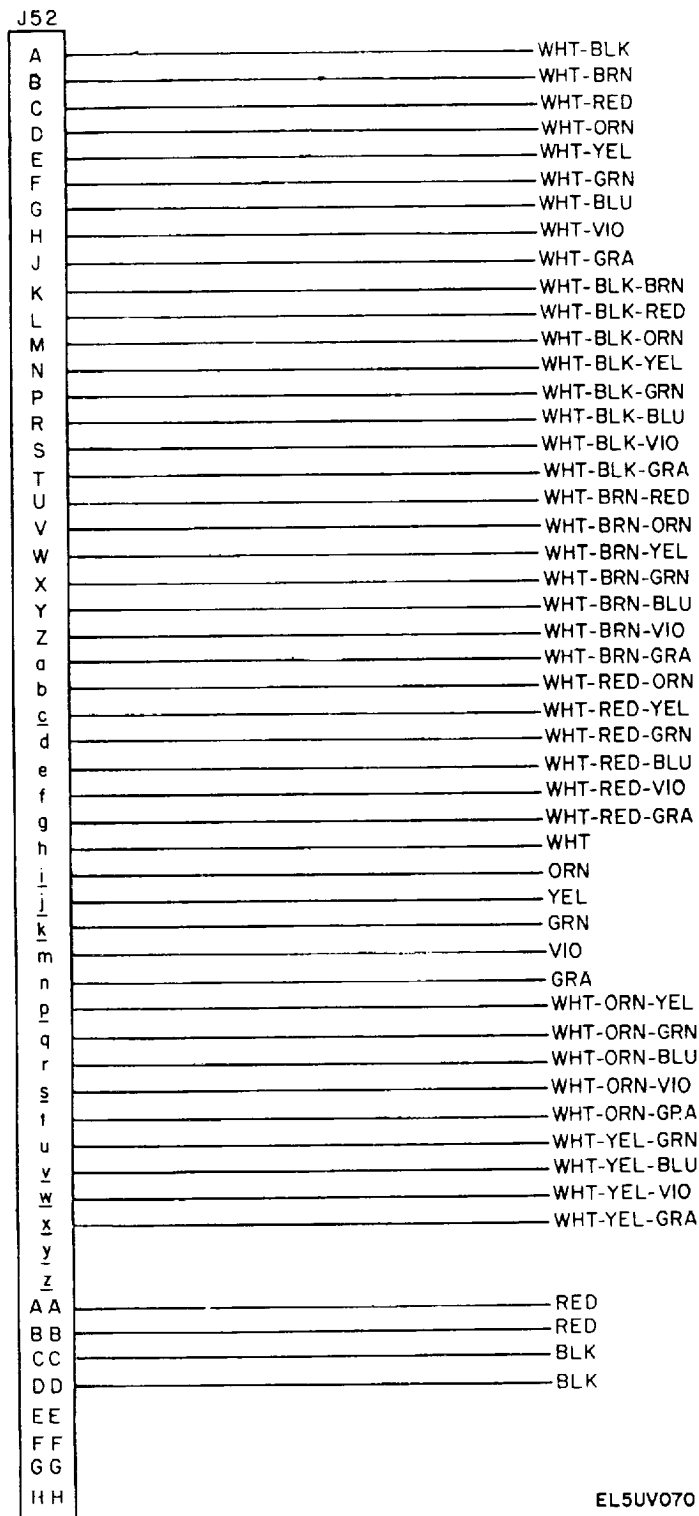 J52
A WHT-BLK
B WHT-BRN
C WHT-RED
D WHT-ORN
E WHT-YEL
F WHT-GRN
G WHT-BLU
H WHT-VIO
J WHT-GRA
K WHT-BLK-BRN
L WHT-BLK-RED
M WHT-BLK-ORN
N WHT-BLK-YEL
P WHT-BLK-GRN
R WHT-BLK-BLU
S WHT-BLK-VIO
T WHT-BLK-GRA
U WHT-BRN-RED
V WHT-BRN-ORN
W WHT-BRN-YEL
X WHT-BRN-GRN
Y WHT-BRN-BLU
Z WHT-BRN-VIO
a WHT-BRN-GRA
b WHT-RED-ORN
c WHT-RED-YEL
d WHT-RED-GRN
e WHT-RED-BLU
f WHT-RED-VIO
g WHT-RED-GRA
h WHT
i ORN
j YEL
k GRN
m VIO
n GRA
p WHT-ORN-YEL
q WHT-ORN-GRN
r WHT-ORN-BLU
s WHT-ORN-VIO
t WHT-ORN-GRA
u WHT-YEL-GRN
v WHT-YEL-BLU
w WHT-YEL-VIO
x WHT-YEL-GRA
y
z
AA RED
BB RED
CC BLK
DD BLK
EE
FF
GG
HH
EL5UV070